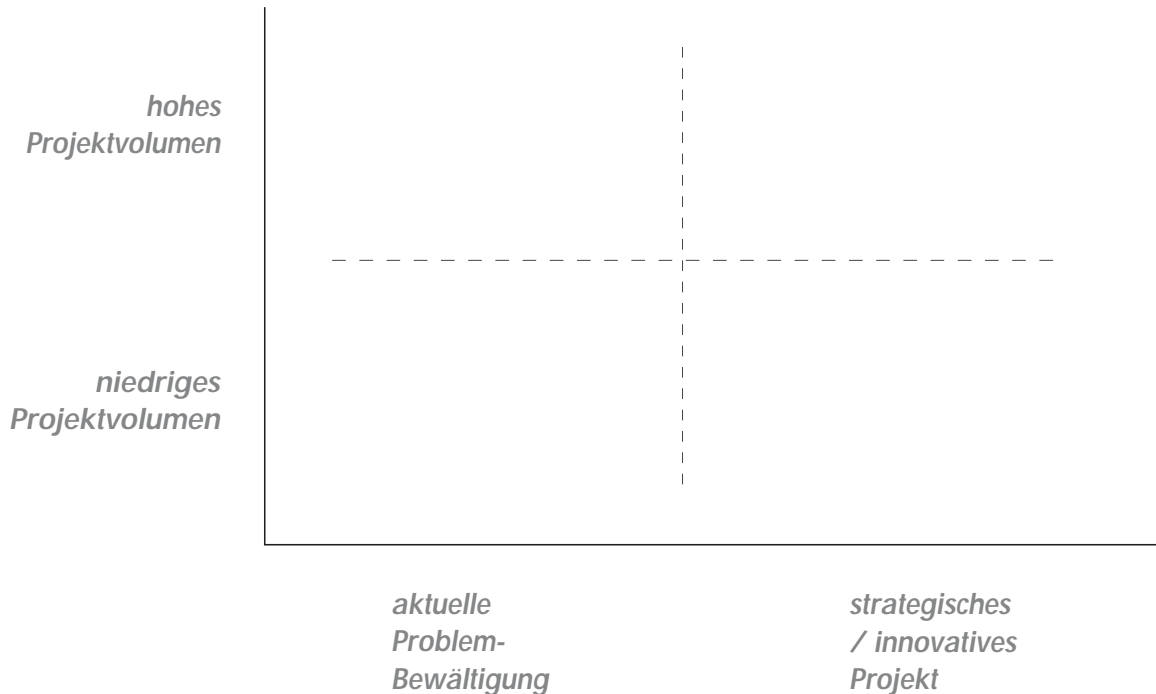 hohes
Projektvolumen
niedriges
Projektvolumen
aktuelle
Problem-
Bewältigung
strategisches
/ innovatives
Projekt